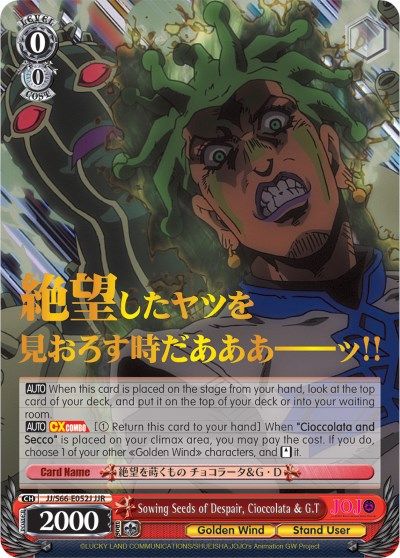 LEVEL
0
0
COST
絶望したヤツを
見おろす時だあああ――ッ!!
AUTO When this card is placed on the stage from your hand, look at the top
card of your deck, and put it on the top of your deck or into your waiting
room.
AUTO CX COMBO [① Return this card to your hand] When "Cioccolata and
Secco" is placed on your climax area, you may pay the cost. If you do,
choose 1 of your other «Golden Wind» characters, and it.
Card Name 絶望を蒔くもの チョコラータ&G・D
CH JJ/S66-E052J JJR
Sowing Seeds of Despair, Cioccolata & G.T
JOJO
POWER 2000 SOUL
Golden Wind Stand User
©LUCKY LAND COMMUNICATIONS/SHUEISHA,JOJO's Animation GW Project